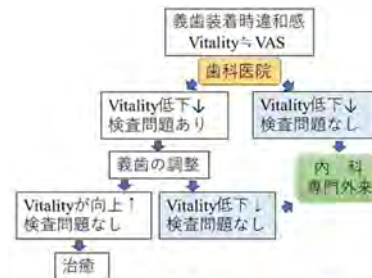 義歯装着時違和感
Vitality≒VAS
歯科医院
Vitality低下↓
検査問題あり
Vitality低下↓
検査問題なし
義歯の調整
内　科
専門外来
Vitalityが向上↑
検査問題なし
Vitality低下↓
検査問題なし
治癒